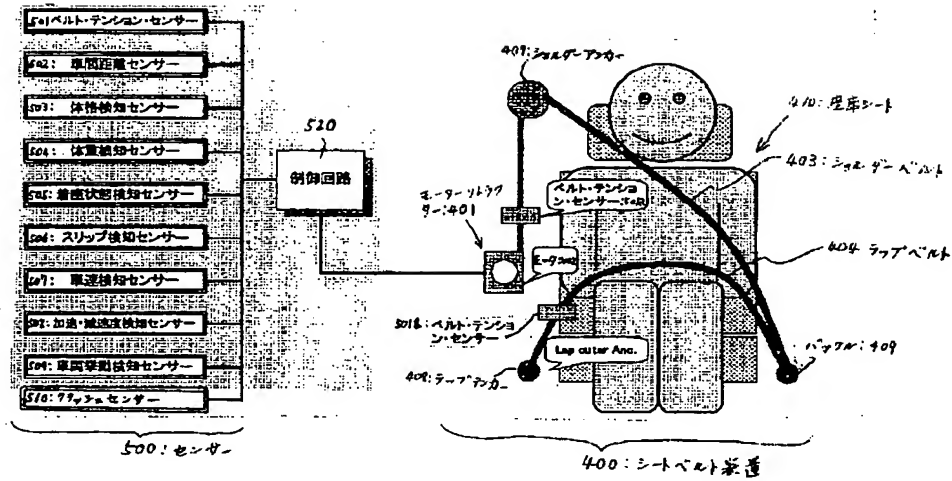 501ベルト・テンション・センサー
502: 車間距離センサー
503: 体格検知センサー
504: 体重検知センサー
505: 着座状態検知センサー
506: スリップ検知センサー
507: 車速検知センサー
508: 加速・減速度検知センサー
509: 車両挙動検知センサー
510: クラッシュセンサー
500: センサー
520
制御回路
モーターリトラク
ター:401
407: ショルダーアンカー
ベルト・テンショ
ン・センサー:501a
モータ
501b: ベルト・テンショ
ン・センサー
Lap outer Anc.
408: ラップアンカー
410: 座席シート
403: ショルダーベルト
404 ラップベルト
バックル: 409
400: シートベルト装置